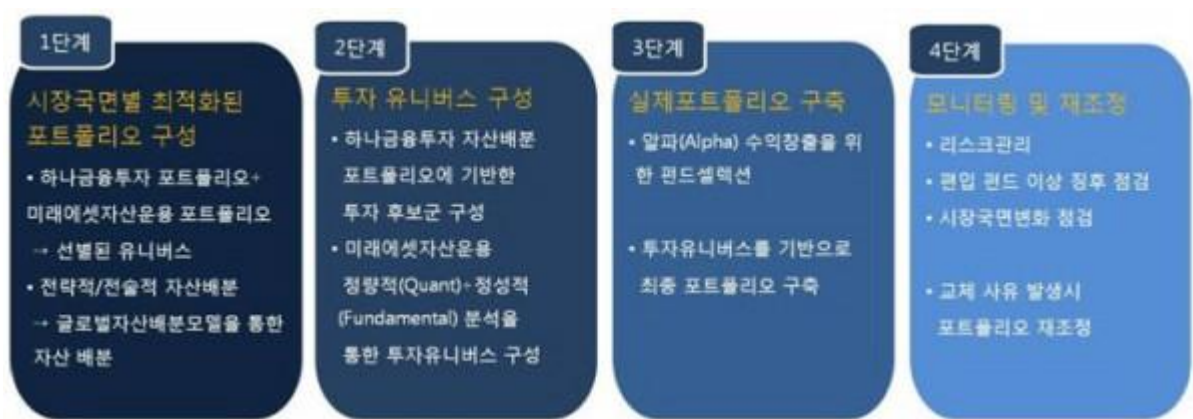 1단계
시장국면별 최적화된
포트폴리오 구성
• 하나금융투자 포트폴리오+
미래에셋자산운용 포트폴리오
→ 선별된 유니버스
• 전략적/전술적 자산배분
→ 글로벌자산배분모델을 통한
자산 배분
2단계
투자 유니버스 구성
• 하나금융투자 자산배분
포트폴리오에 기반한
투자 후보군 구성
• 미래에셋자산운용
정량적(Quant)+정성적
(Fundamental) 분석을
통한 투자유니버스 구성
3단계
실제포트폴리오 구축
• 알파(Alpha) 수익창출을 위
한 펀드셀렉션
• 투자유니버스를 기반으로
최종 포트폴리오 구축
4단계
모니터링 및 재조정
• 리스크관리
• 편입 펀드 이상 징후 점검
• 시장국면변화 점검
• 교체 사유 발생시
포트폴리오 재조정